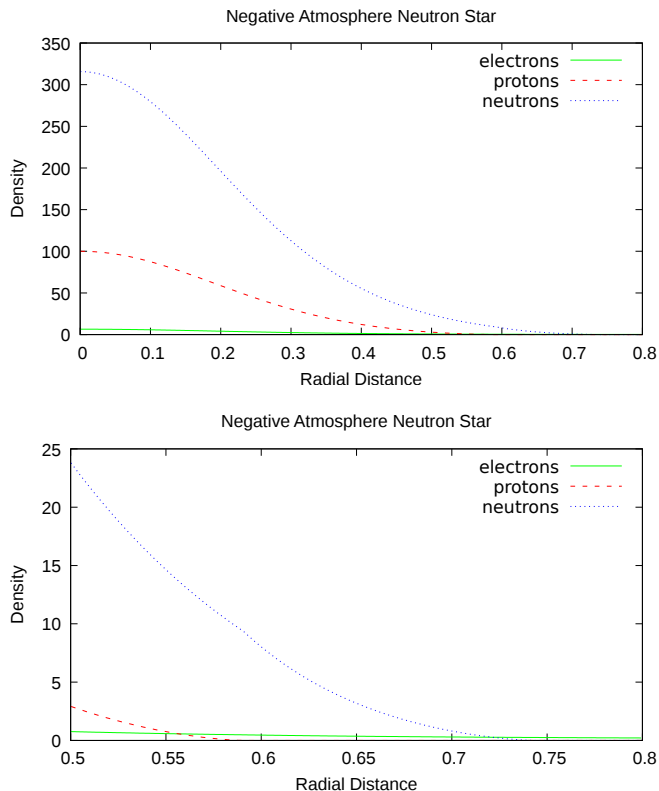 Negative Atmosphere Neutron Star
350
300
250
200
150
100
50
0
Density
electrons
protons
neutrons
0 0.1 0.2 0.3 0.4 0.5 0.6 0.7 0.8
Radial Distance
Negative Atmosphere Neutron Star
25
20
15
10
5
0
Density
electrons
protons
neutrons
0.5 0.55 0.6 0.65 0.7 0.75 0.8
Radial Distance